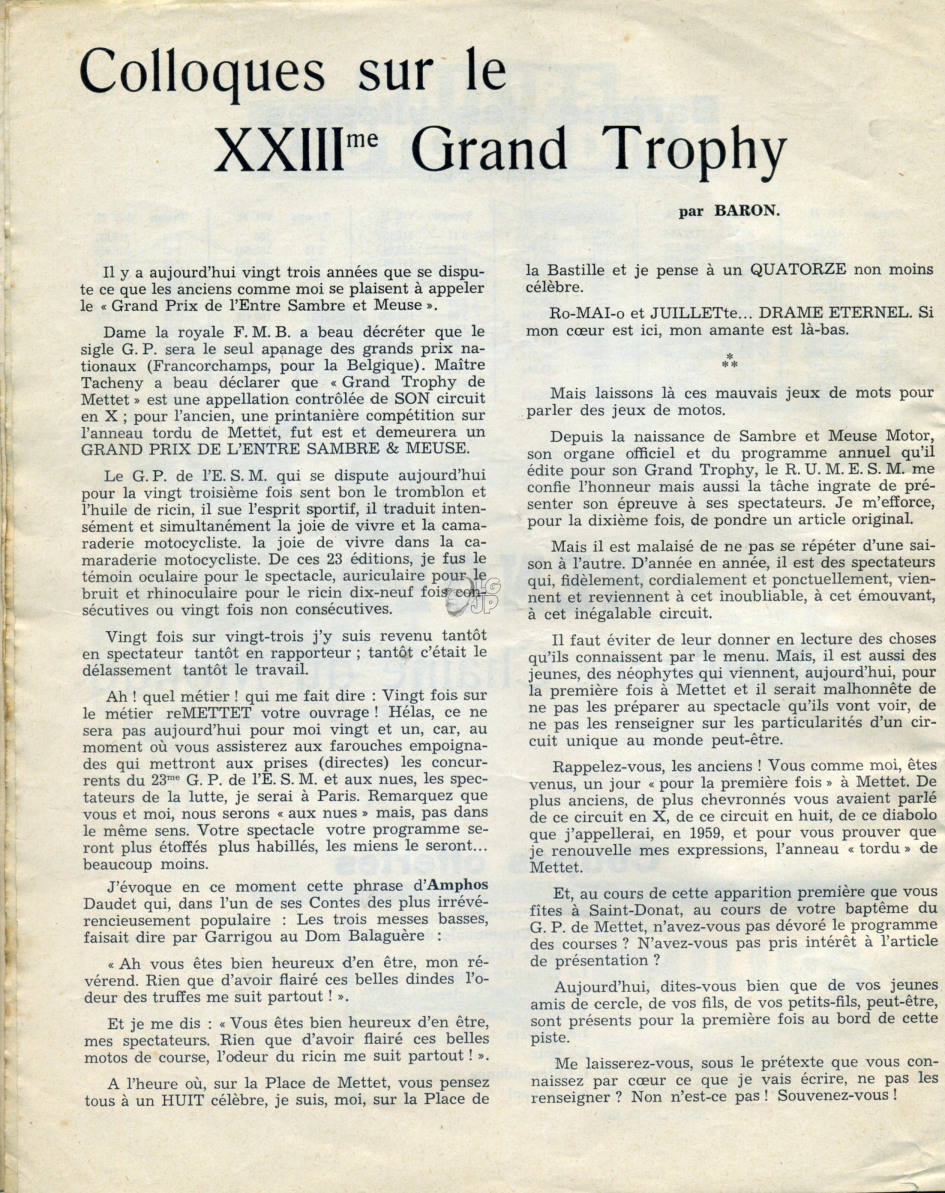 Colloques sur le
XXIIIme Grand Trophy
par BARON.
Il y a aujourd'hui vingt trois années que se dispu-
te ce que les anciens comme moi se plaisent à appeler
le « Grand Prix de l'Entre Sambre et Meuse ».
Dame la royale F. M. B. a beau décréter que le
sigle G. P. sera le seul apanage des grands prix na-
tionaux (Francorchamps, pour la Belgique). Maître
Tacheny a beau déclarer que « Grand Trophy de
Mettet » est une appellation contrôlée de SON circuit
en X ; pour l'ancien, une printanière compétition sur
l'anneau tordu de Mettet, fut est et demeurera un
GRAND PRIX DE L'ENTRE SAMBRE & MEUSE.
Le G. P. de l'E. S. M. qui se dispute aujourd'hui
pour la vingt troisième fois sent bon le tromblon et
l'huile de ricin, il sue l'esprit sportif, il traduit inten-
sément et simultanément la joie de vivre et la cama-
raderie motocycliste. la joie de vivre dans la ca-
maraderie motocycliste. De ces 23 éditions, je fus le
témoin oculaire pour le spectacle, auriculaire pour le
bruit et rhinoculaire pour le ricin dix-neuf fois con-
sécutives ou vingt fois non consécutives.
Vingt fois sur vingt-trois j'y suis revenu tantôt
en spectateur tantôt en rapporteur ; tantôt c'était le
délassement tantôt le travail.
Ah ! quel métier ! qui me fait dire : Vingt fois sur
le métier reMETTET votre ouvrage ! Hélas, ce ne
sera pas aujourd'hui pour moi vingt et un, car, au
moment où vous assisterez aux farouches empoigna-
des qui mettront aux prises (directes) les concur-
rents du 23me G. P. de l'E. S. M. et aux nues, les spec-
tateurs de la lutte, je serai à Paris. Remarquez que
vous et moi, nous serons « aux nues » mais, pas dans
le même sens. Votre spectacle votre programme se-
ront plus étoffés plus habillés, les miens le seront...
beaucoup moins.
J'évoque en ce moment cette phrase d'Amphos
Daudet qui, dans l'un de ses Contes des plus irrévé-
rencieusement populaire : Les trois messes basses,
faisait dire par Garrigou au Dom Balaguère :
« Ah vous êtes bien heureux d'en être, mon ré-
vérend. Rien que d'avoir flairé ces belles dindes l'o-
deur des truffes me suit partout ! ».
Et je me dis : « Vous êtes bien heureux d'en être,
mes spectateurs. Rien que d'avoir flairé ces belles
motos de course, l'odeur du ricin me suit partout ! ».
A l'heure où, sur la Place de Mettet, vous pensez
tous à un HUIT célèbre, je suis, moi, sur la Place de
la Bastille et je pense à un QUATORZE non moins
célèbre.
Ro-MAI-o et JUILLETte... DRAME ETERNEL. Si
mon cœur est ici, mon amante est là-bas.
*
**
Mais laissons là ces mauvais jeux de mots pour
parler des jeux de motos.
Depuis la naissance de Sambre et Meuse Motor,
son organe officiel et du programme annuel qu'il
édite pour son Grand Trophy, le R. U. M. E. S. M. me
confie l'honneur mais aussi la tâche ingrate de pré-
senter son épreuve à ses spectateurs. Je m'efforce,
pour la dixième fois, de pondre un article original.
Mais il est malaisé de ne pas se répéter d'une sai-
son à l'autre. D'année en année, il est des spectateurs
qui, fidèlement, cordialement et ponctuellement, vien-
nent et reviennent à cet inoubliable, à cet émouvant,
à cet inégalable circuit.
Il faut éviter de leur donner en lecture des choses
qu'ils connaissent par le menu. Mais, il est aussi des
jeunes, des néophytes qui viennent, aujourd'hui, pour
la première fois à Mettet et il serait malhonnête de
ne pas les préparer au spectacle qu'ils vont voir, de
ne pas les renseigner sur les particularités d'un cir-
cuit unique au monde peut-être.
Rappelez-vous, les anciens ! Vous comme moi, êtes
venus, un jour « pour la première fois » à Mettet. De
plus anciens, de plus chevronnés vous avaient parlé
de ce circuit en X, de ce circuit en huit, de ce diabolo
que j'appellerai, en 1959, et pour vous prouver que
je renouvelle mes expressions, l'anneau « tordu » de
Mettet.
Et, au cours de cette apparition première que vous
fîtes à Saint-Donat, au cours de votre baptême du
G. P. de Mettet, n'avez-vous pas dévoré le programme
des courses ? N'avez-vous pas pris intérêt à l'article
de présentation ?
Aujourd'hui, dites-vous bien que de vos jeunes
amis de cercle, de vos fils, de vos petits-fils, peut-être,
sont présents pour la première fois au bord de cette
piste.
Me laisserez-vous, sous le prétexte que vous con-
naissez par cœur ce que je vais écrire, ne pas les
renseigner ? Non n'est-ce pas ! Souvenez-vous !